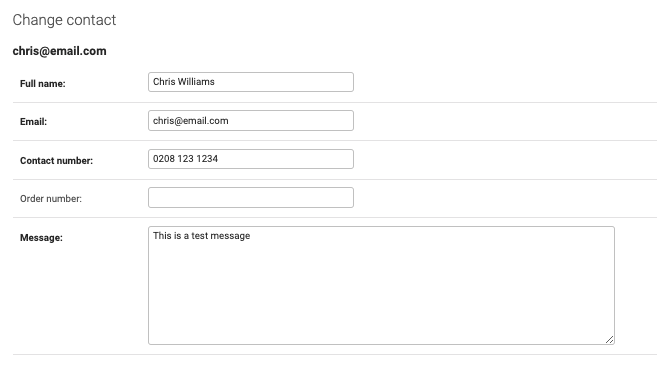 Change contact
chris@email.com
Full name: Chris Williams
Email: chris@email.com
Contact number: 0208 123 1234
Order number:
Message: This is a test message